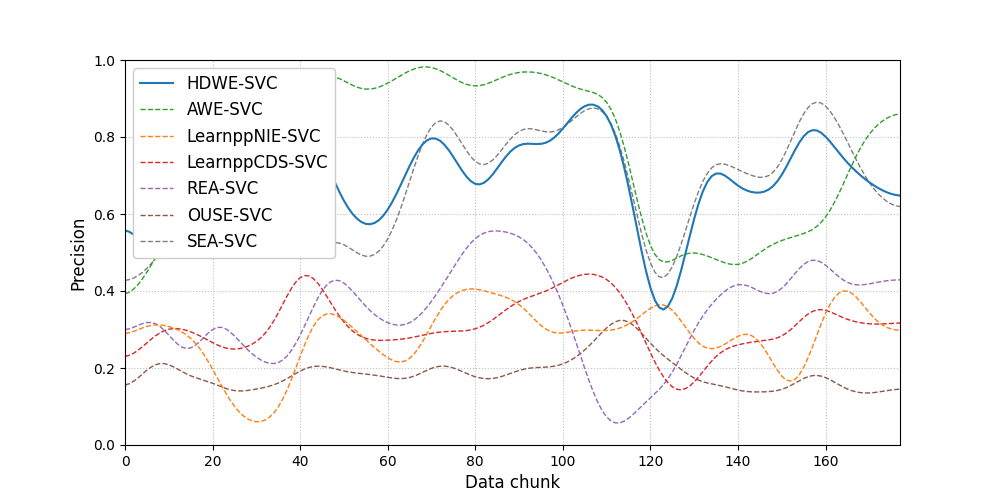 1.0
0.8
0.6
0.4
0.2
0.0
Precision
HDWE-SVC
AWE-SVC
LearnppNIE-SVC
LearnppCDS-SVC
REA-SVC
OUSE-SVC
SEA-SVC
0 20 40 60 80 100 120 140 160
Data chunk